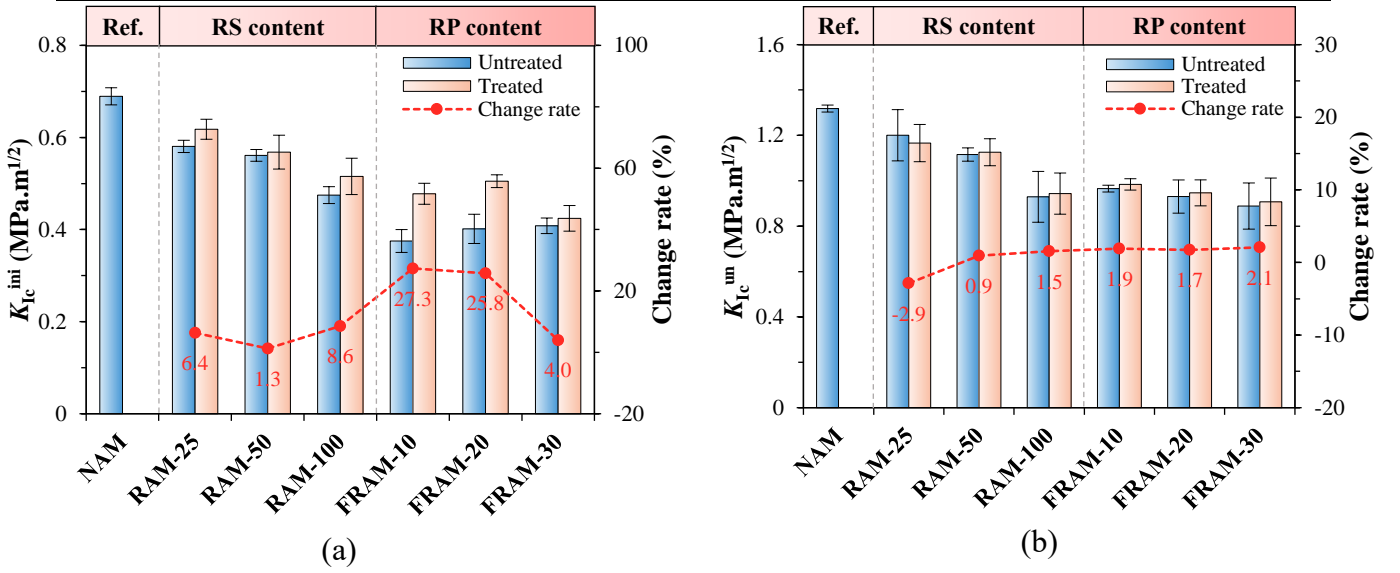 Ref. RS content RP content
0.8
0.6
0.4
0.2
0
K_Ic^ini (MPa.m^1/2)
Untreated
Treated
Change rate
100
60
20
-20
Change rate (%)
6.4 1.3 8.6 27.3 25.8 4.0
NAM RAM-25 RAM-50 RAM-100 FRAM-10 FRAM-20 FRAM-30
(a)
Ref. RS content RP content
1.6
1.2
0.8
0.4
0
K_Ic^un (MPa.m^1/2)
Untreated
Treated
Change rate
30
20
10
0
-10
-20
Change rate (%)
-2.9 0.9 1.5 1.9 1.7 2.1
NAM RAM-25 RAM-50 RAM-100 FRAM-10 FRAM-20 FRAM-30
(b)